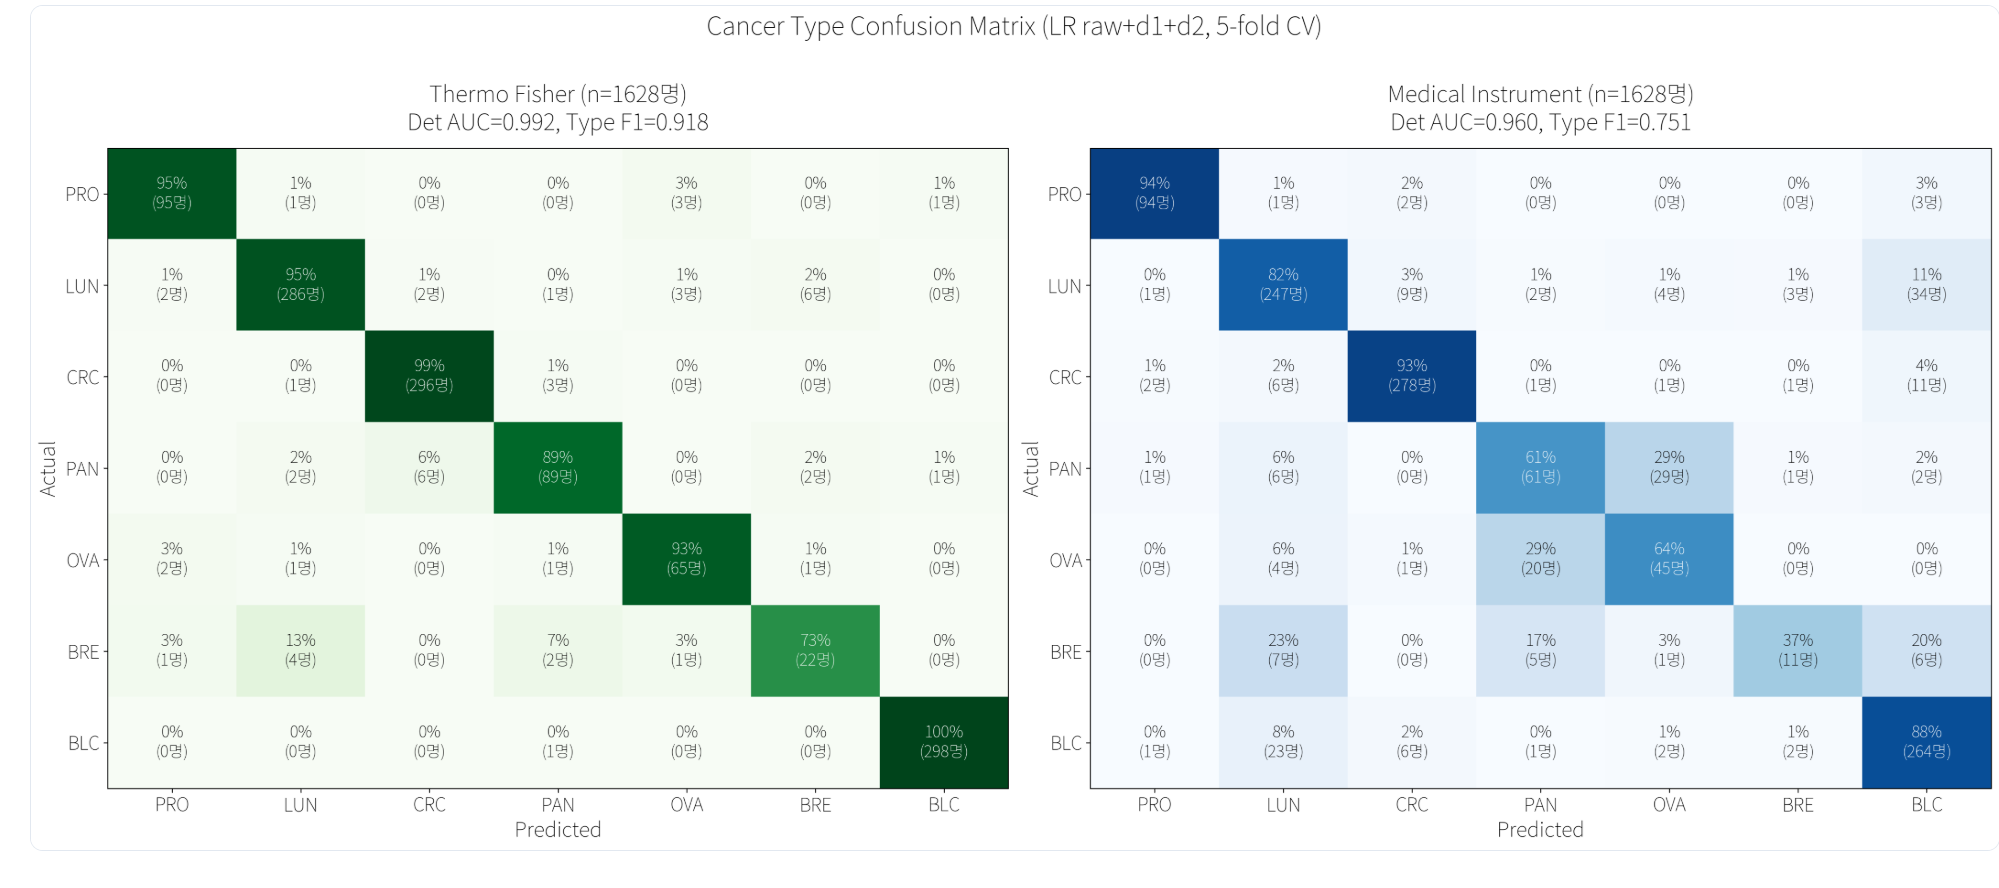 Cancer Type Confusion Matrix (LR raw+d1+d2, 5-fold CV)
Thermo Fisher (n=1628명)
Det AUC=0.992, Type F1=0.918
Actual
PRO
95% 1% 0% 0% 3% 0% 1%
(95명) (1명) (0명) (0명) (3명) (0명) (1명)
LUN
1% 95% 1% 0% 1% 2% 0%
(2명) (286명) (2명) (1명) (3명) (6명) (0명)
CRC
0% 0% 99% 1% 0% 0% 0%
(0명) (1명) (296명) (3명) (0명) (0명) (0명)
PAN
0% 2% 6% 89% 0% 2% 1%
(0명) (2명) (6명) (89명) (0명) (2명) (1명)
OVA
3% 1% 0% 1% 93% 1% 0%
(2명) (1명) (0명) (1명) (65명) (1명) (0명)
BRE
3% 13% 0% 7% 3% 73% 0%
(1명) (4명) (0명) (2명) (1명) (22명) (0명)
BLC
0% 0% 0% 0% 0% 0% 100%
(0명) (0명) (0명) (1명) (0명) (0명) (298명)
PRO LUN CRC PAN OVA BRE BLC
Predicted
Medical Instrument (n=1628명)
Det AUC=0.960, Type F1=0.751
Actual
PRO
94% 1% 2% 0% 0% 0% 3%
(94명) (1명) (2명) (0명) (0명) (0명) (3명)
LUN
0% 82% 3% 1% 1% 1% 11%
(1명) (247명) (9명) (2명) (4명) (3명) (34명)
CRC
1% 2% 93% 0% 0% 0% 4%
(2명) (6명) (278명) (1명) (1명) (1명) (11명)
PAN
1% 6% 0% 61% 29% 1% 2%
(1명) (6명) (0명) (61명) (29명) (1명) (2명)
OVA
0% 6% 1% 29% 64% 0% 0%
(0명) (4명) (1명) (20명) (45명) (0명) (0명)
BRE
0% 23% 0% 17% 3% 37% 20%
(0명) (7명) (0명) (5명) (1명) (11명) (6명)
BLC
0% 8% 2% 0% 1% 1% 88%
(1명) (23명) (6명) (1명) (2명) (2명) (264명)
PRO LUN CRC PAN OVA BRE BLC
Predicted